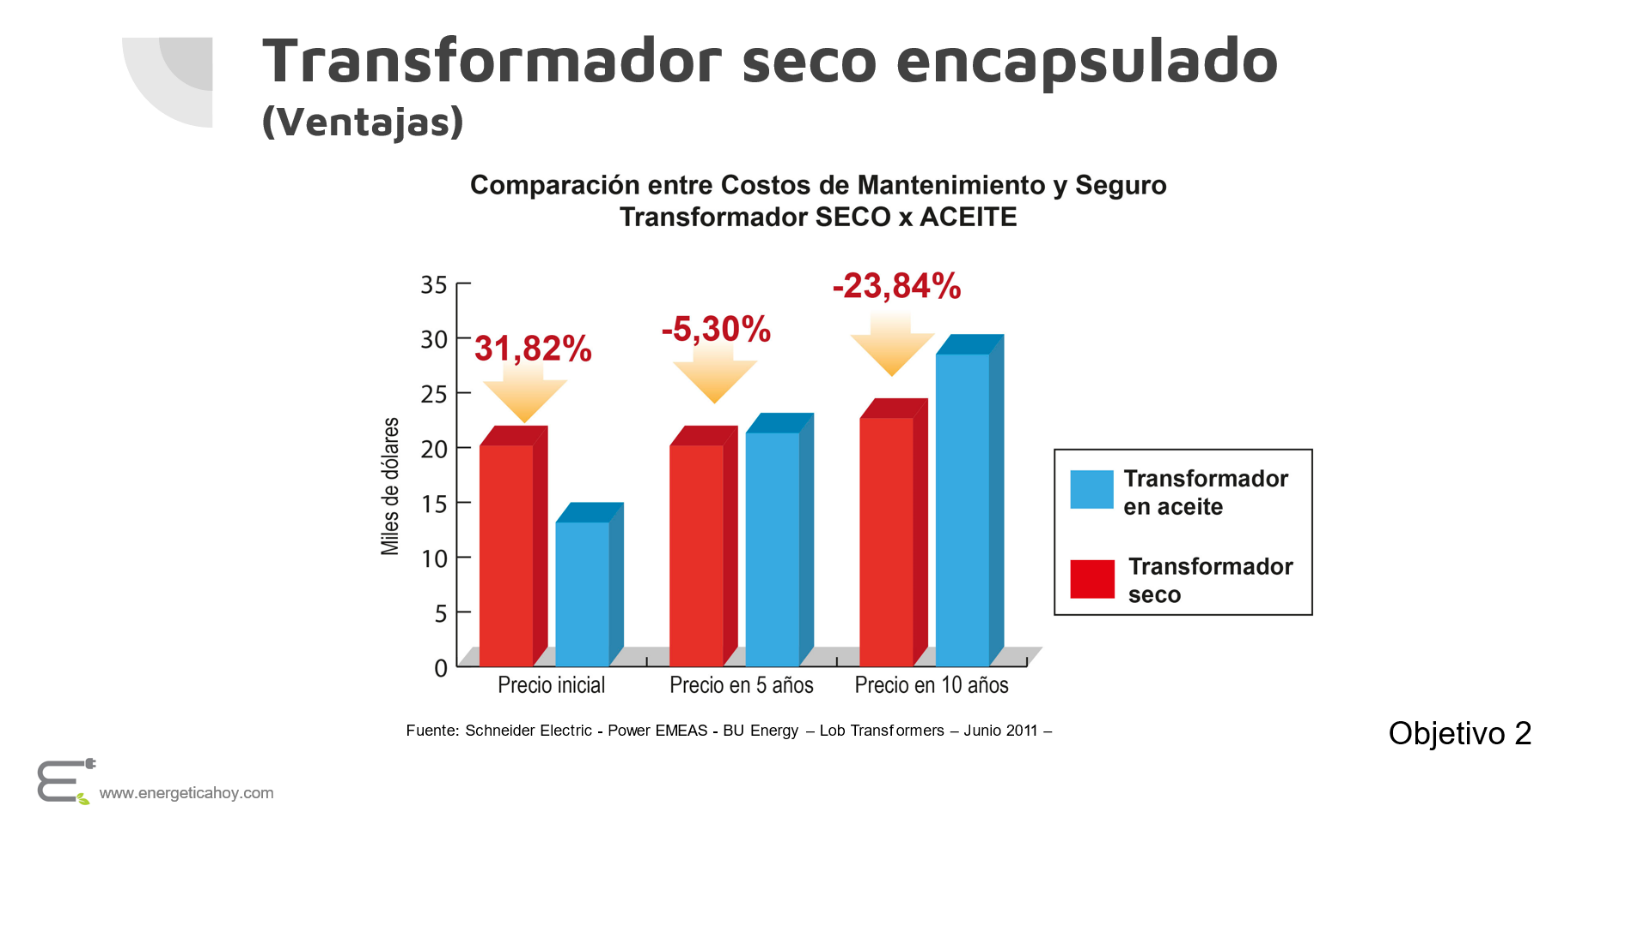 Transformador seco encapsulado
(Ventajas)
Comparación entre Costos de Mantenimiento y Seguro
Transformador SECO x ACEITE
Miles de dólares
35
30
25
20
15
10
5
0
31,82%
-5,30%
-23,84%
Precio inicial
Precio en 5 años
Precio en 10 años
Transformador
en aceite
Transformador
seco
Fuente: Schneider Electric - Power EMEAS - BU Energy – Lob Transformers – Junio 2011 –
Objetivo 2
www.energeticahoy.com